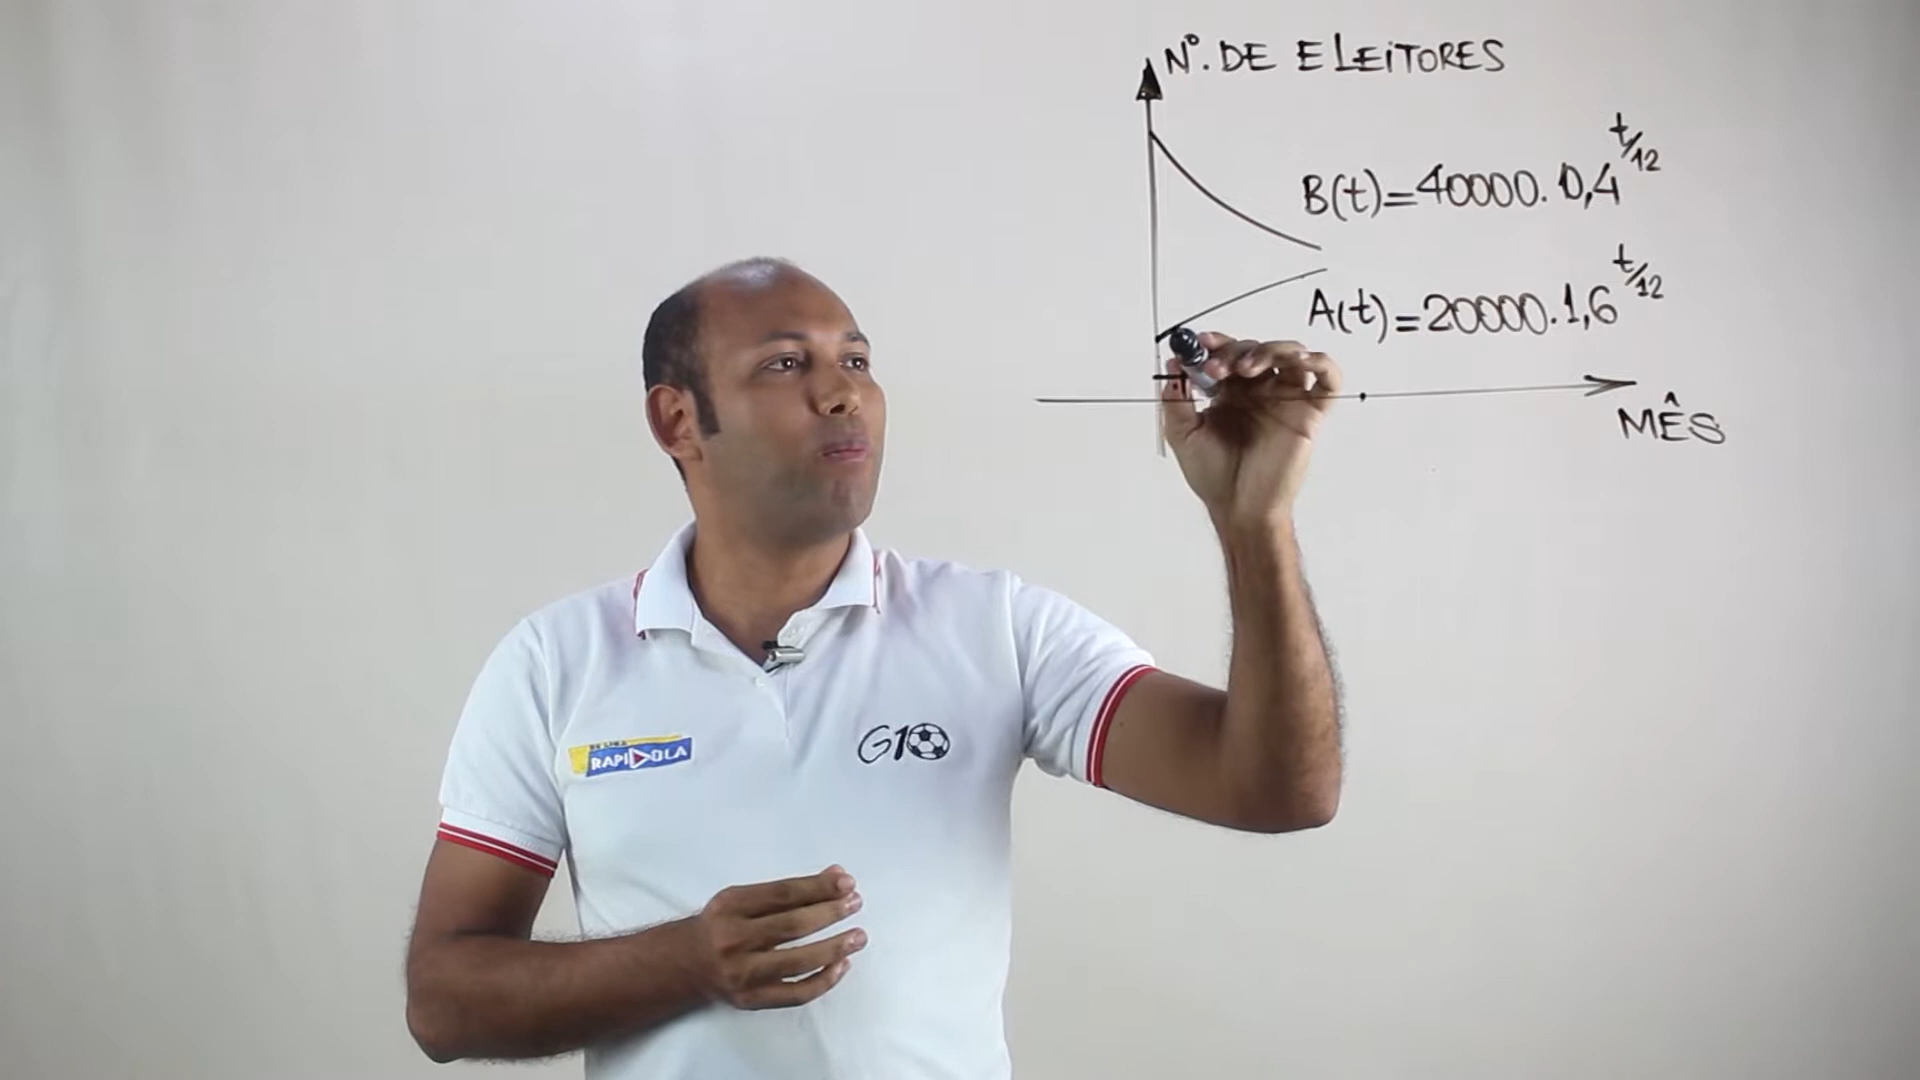 Nº. DE ELEITORES
B(t)=40000.0,4^t/12
A(t)=20000.1,6^t/12
MÊS
RAPIDOLA
G10